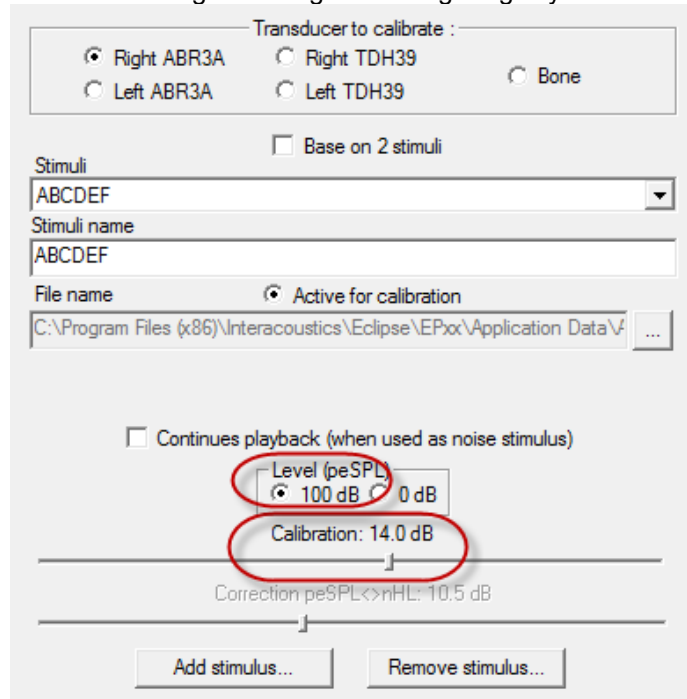 Transducer to calibrate :
Right ABR3A Right TDH39
Bone
Left ABR3A Left TDH39
Base on 2 stimuli
Stimuli
ABCDEF
Stimuli name
ABCDEF
File name Active for calibration
C:\Program Files (x86)\Interacoustics\Eclipse\EPxx\Application Data\ ...
Continues playback (when used as noise stimulus)
Level (peSPL)
100 dB 0 dB
Calibration: 14.0 dB
Correction peSPL<>nHL: 10.5 dB
Add stimulus... Remove stimulus...